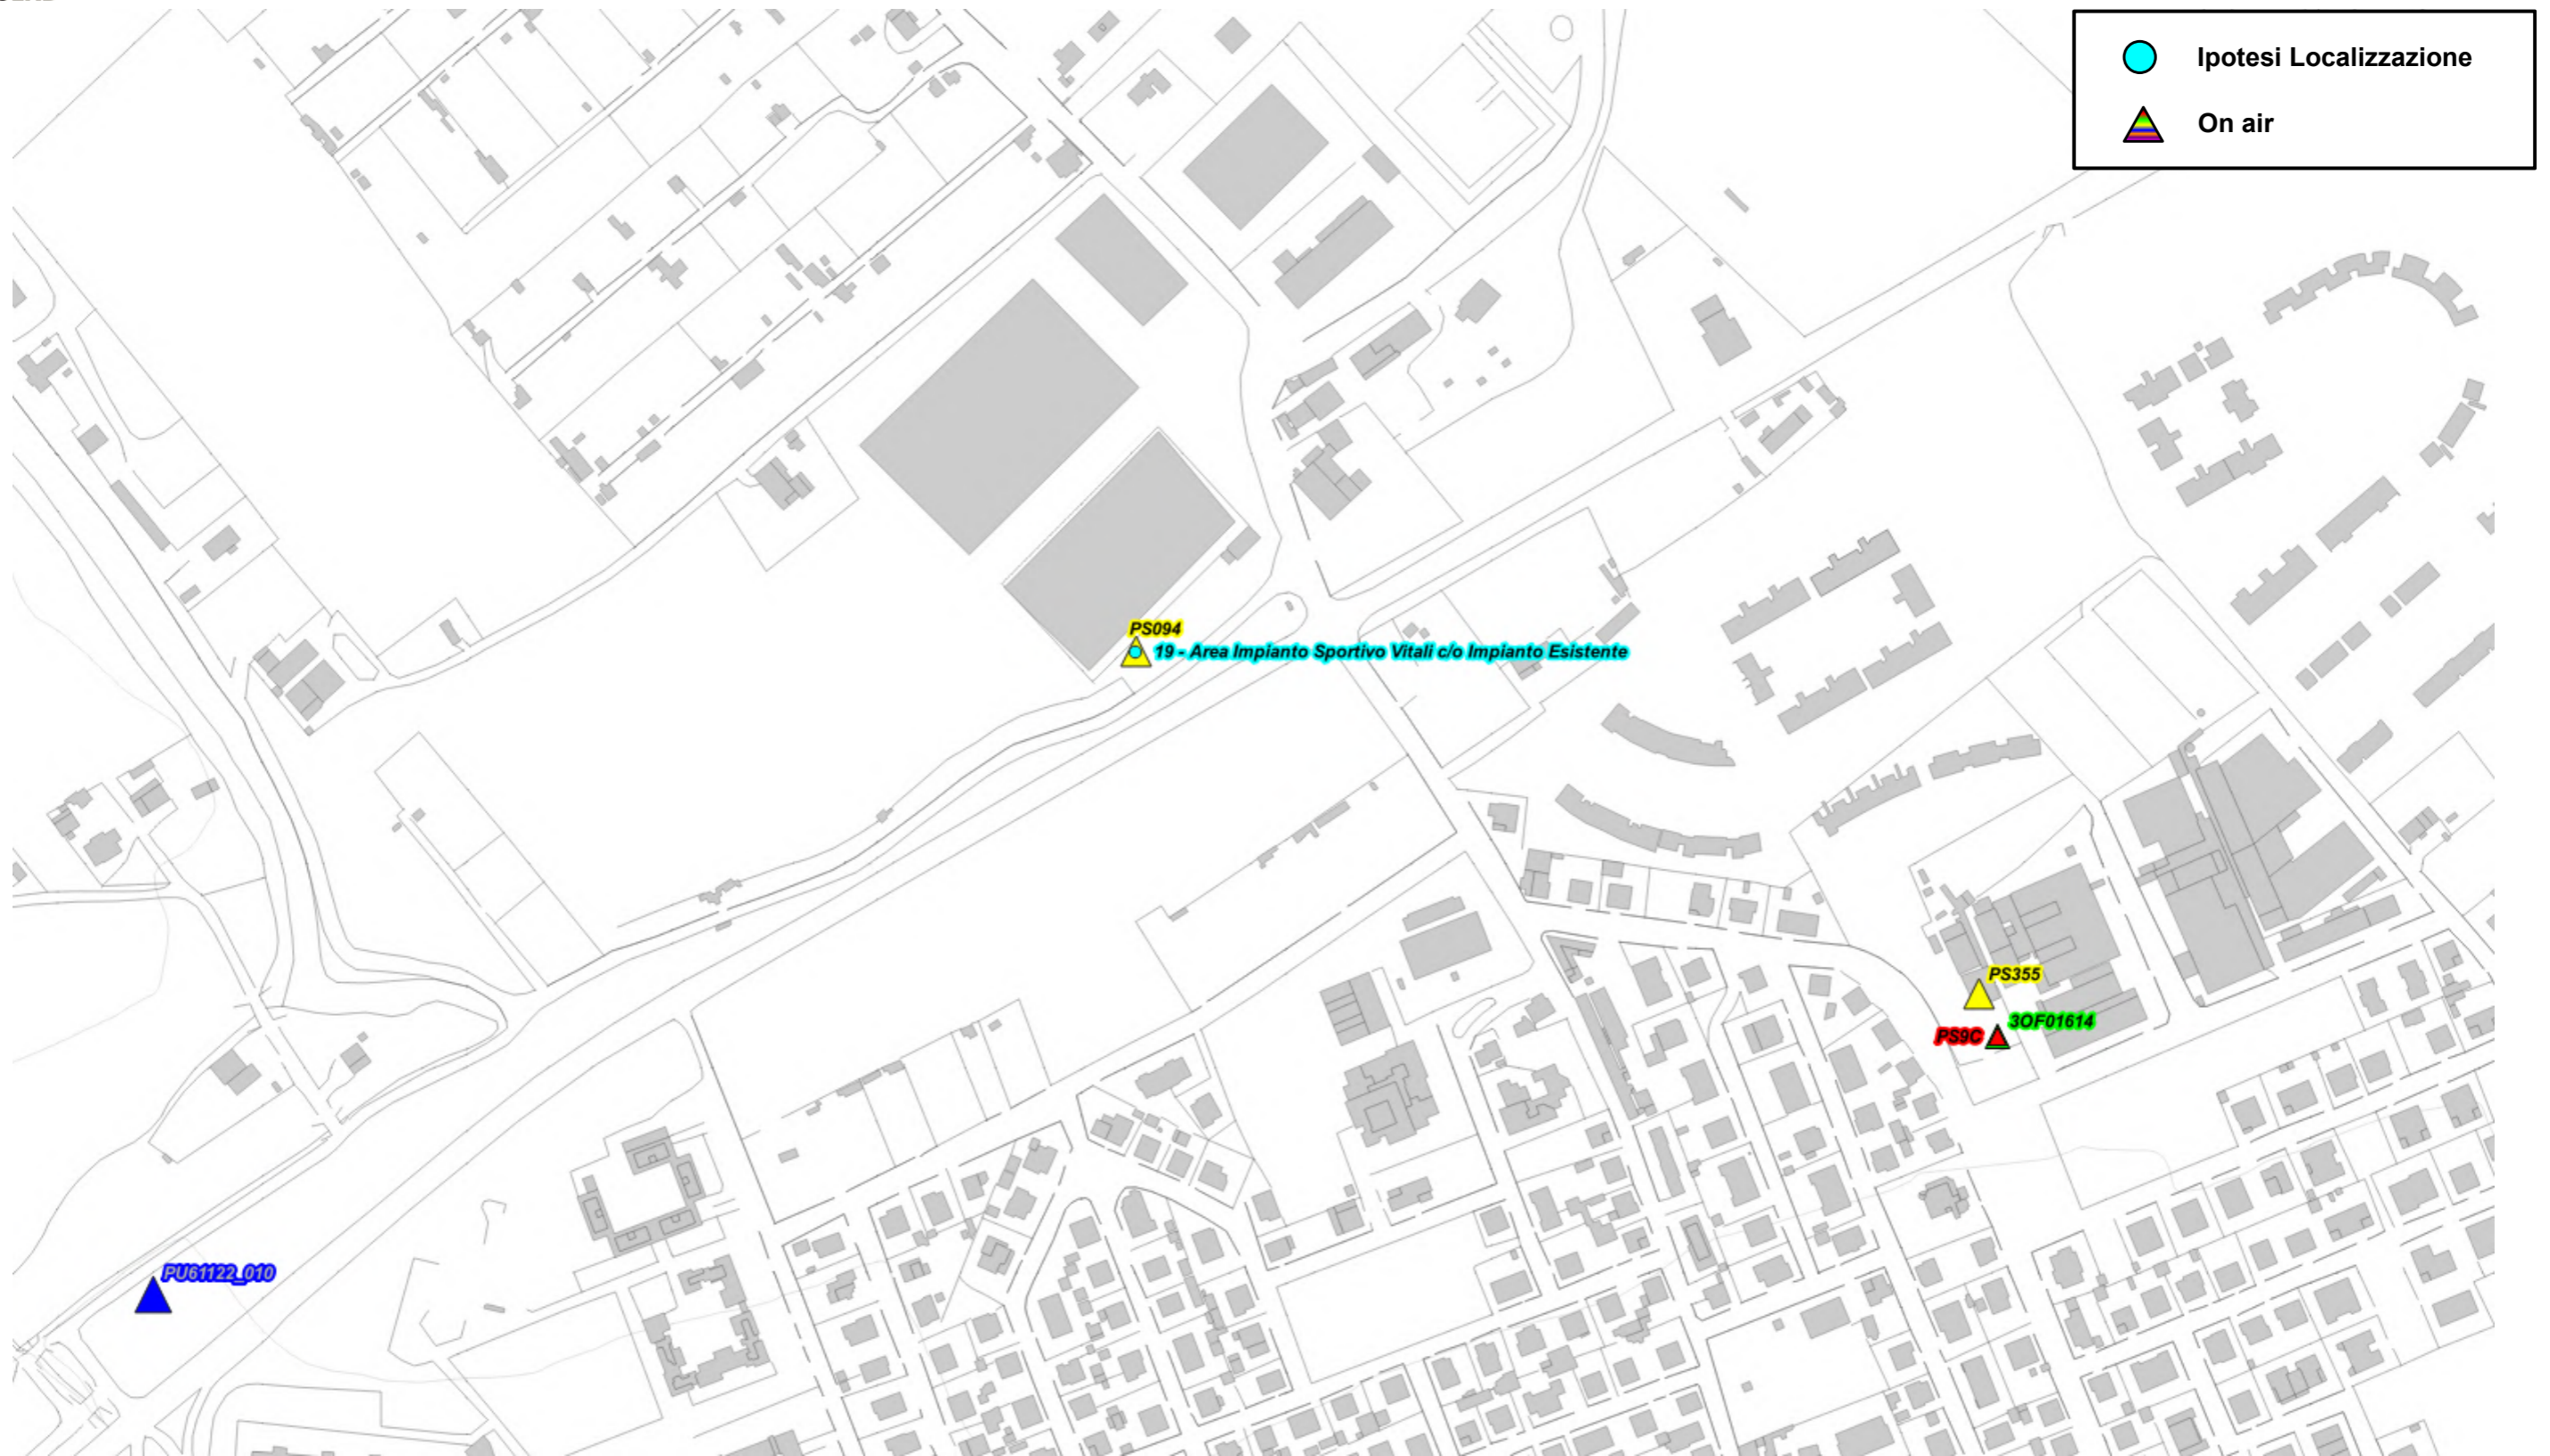 Ipotesi Localizzazione
On air
PS094
19 - Area Impianto Sportivo Vitali c/o Impianto Esistente
PS355
3OF01614
PS9C
PU61122_010